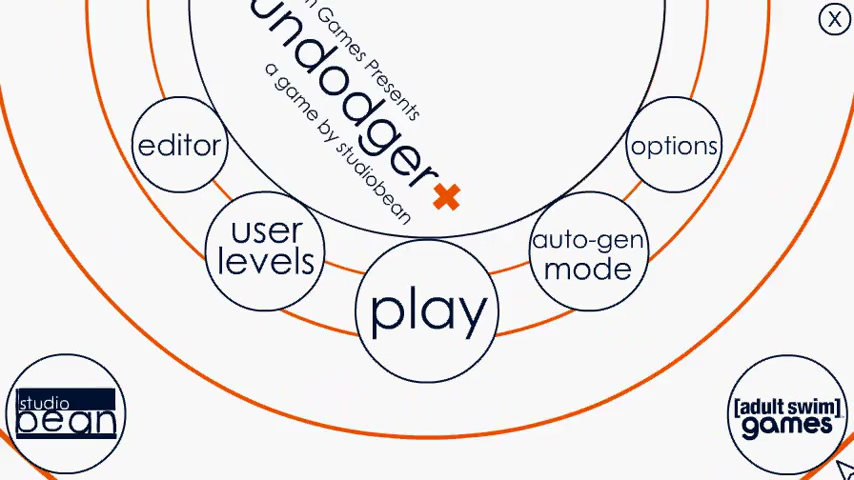 Games Presents
undodger
a game by studiobean
X
editor
options
user
levels
auto-gen
mode
play
studio
bean
[adult swim]
games